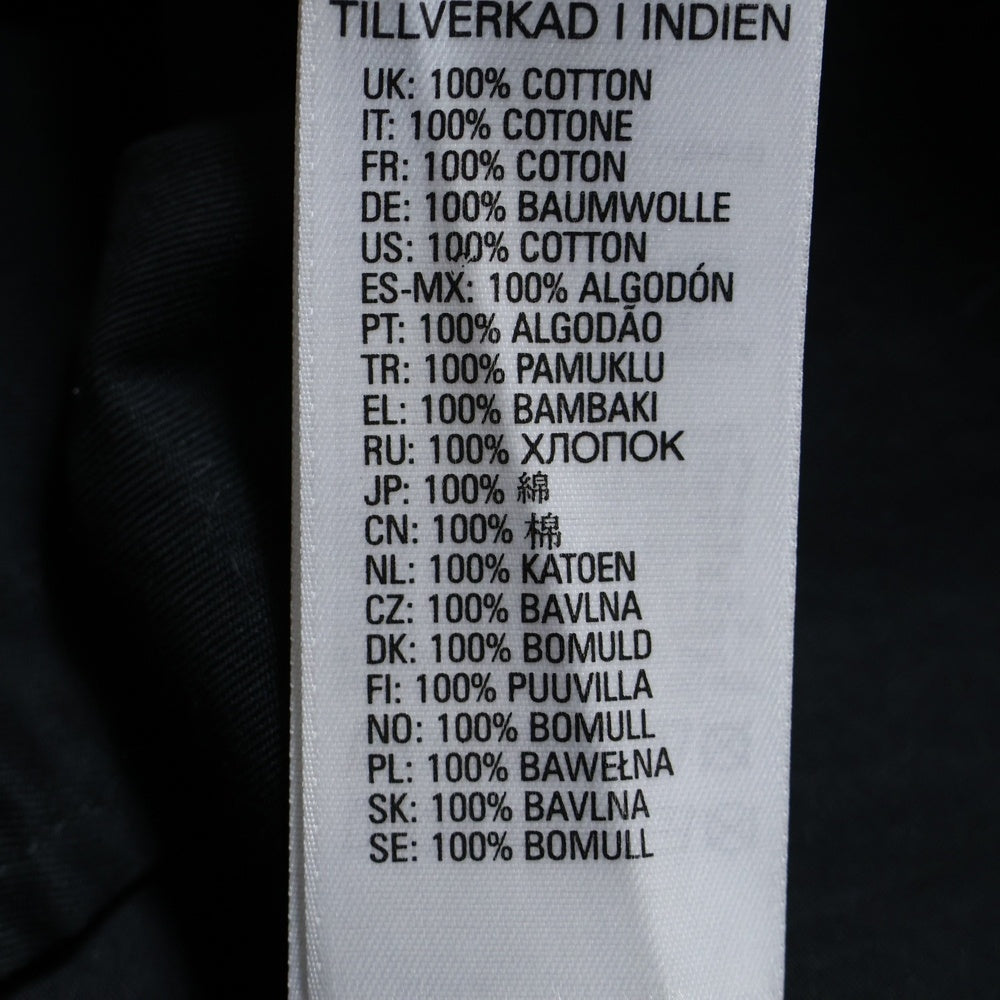 TILLVERKAD I INDIEN
UK: 100% COTTON
IT: 100% COTONE
FR: 100% COTON
DE: 100% BAUMWOLLE
US: 100% COTTON
ES-MX: 100% ALGODÓN
PT: 100% ALGODÃO
TR: 100% PAMUKLU
EL: 100% BAMBAKI
RU: 100% ХЛОПОК
JP: 100% 綿
CN: 100% 棉
NL: 100% KATOEN
CZ: 100% BAVLNA
DK: 100% BOMULD
FI: 100% PUUVILLA
NO: 100% BOMULL
PL: 100% BAWEŁNA
SK: 100% BAVLNA
SE: 100% BOMULL